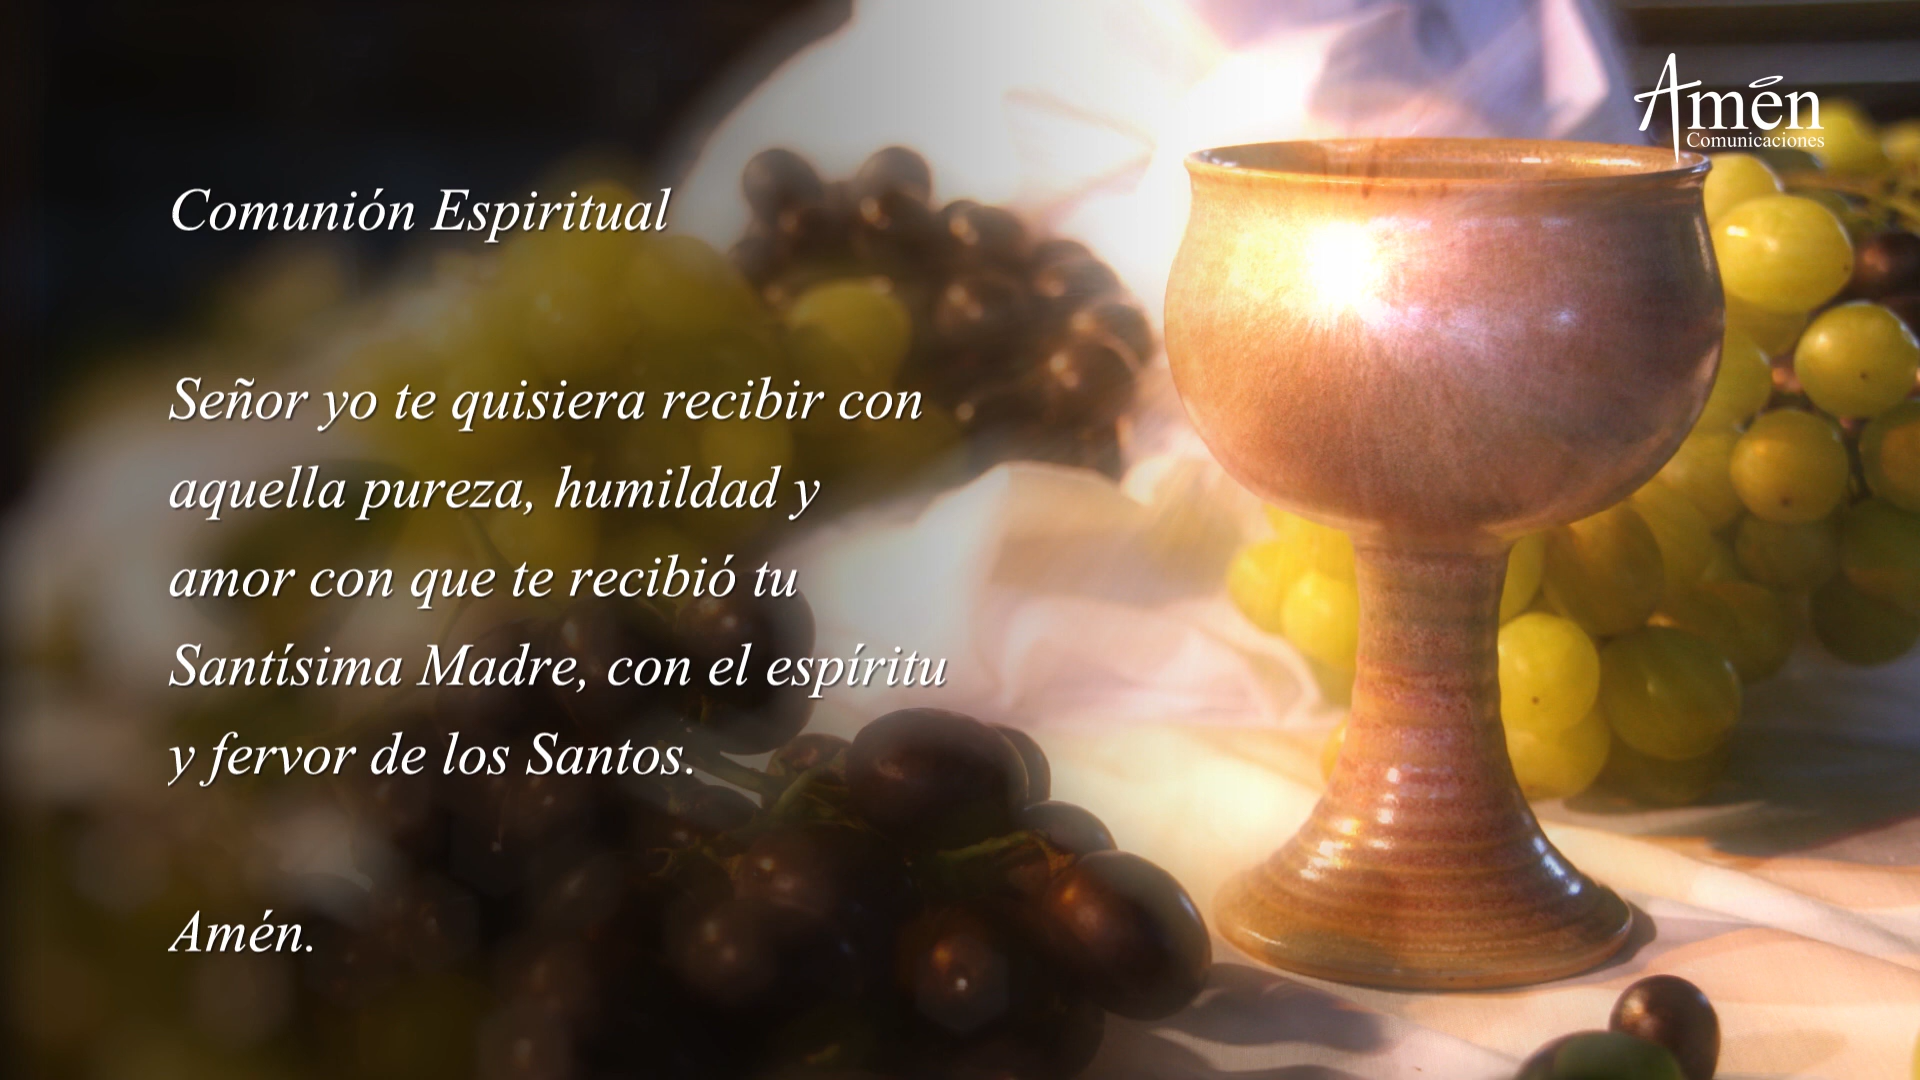 Amén
Comunicaciones
Comunión Espiritual
Señor yo te quisiera recibir con
aquella pureza, humildad y
amor con que te recibió tu
Santísima Madre, con el espíritu
y fervor de los Santos.
Amén.